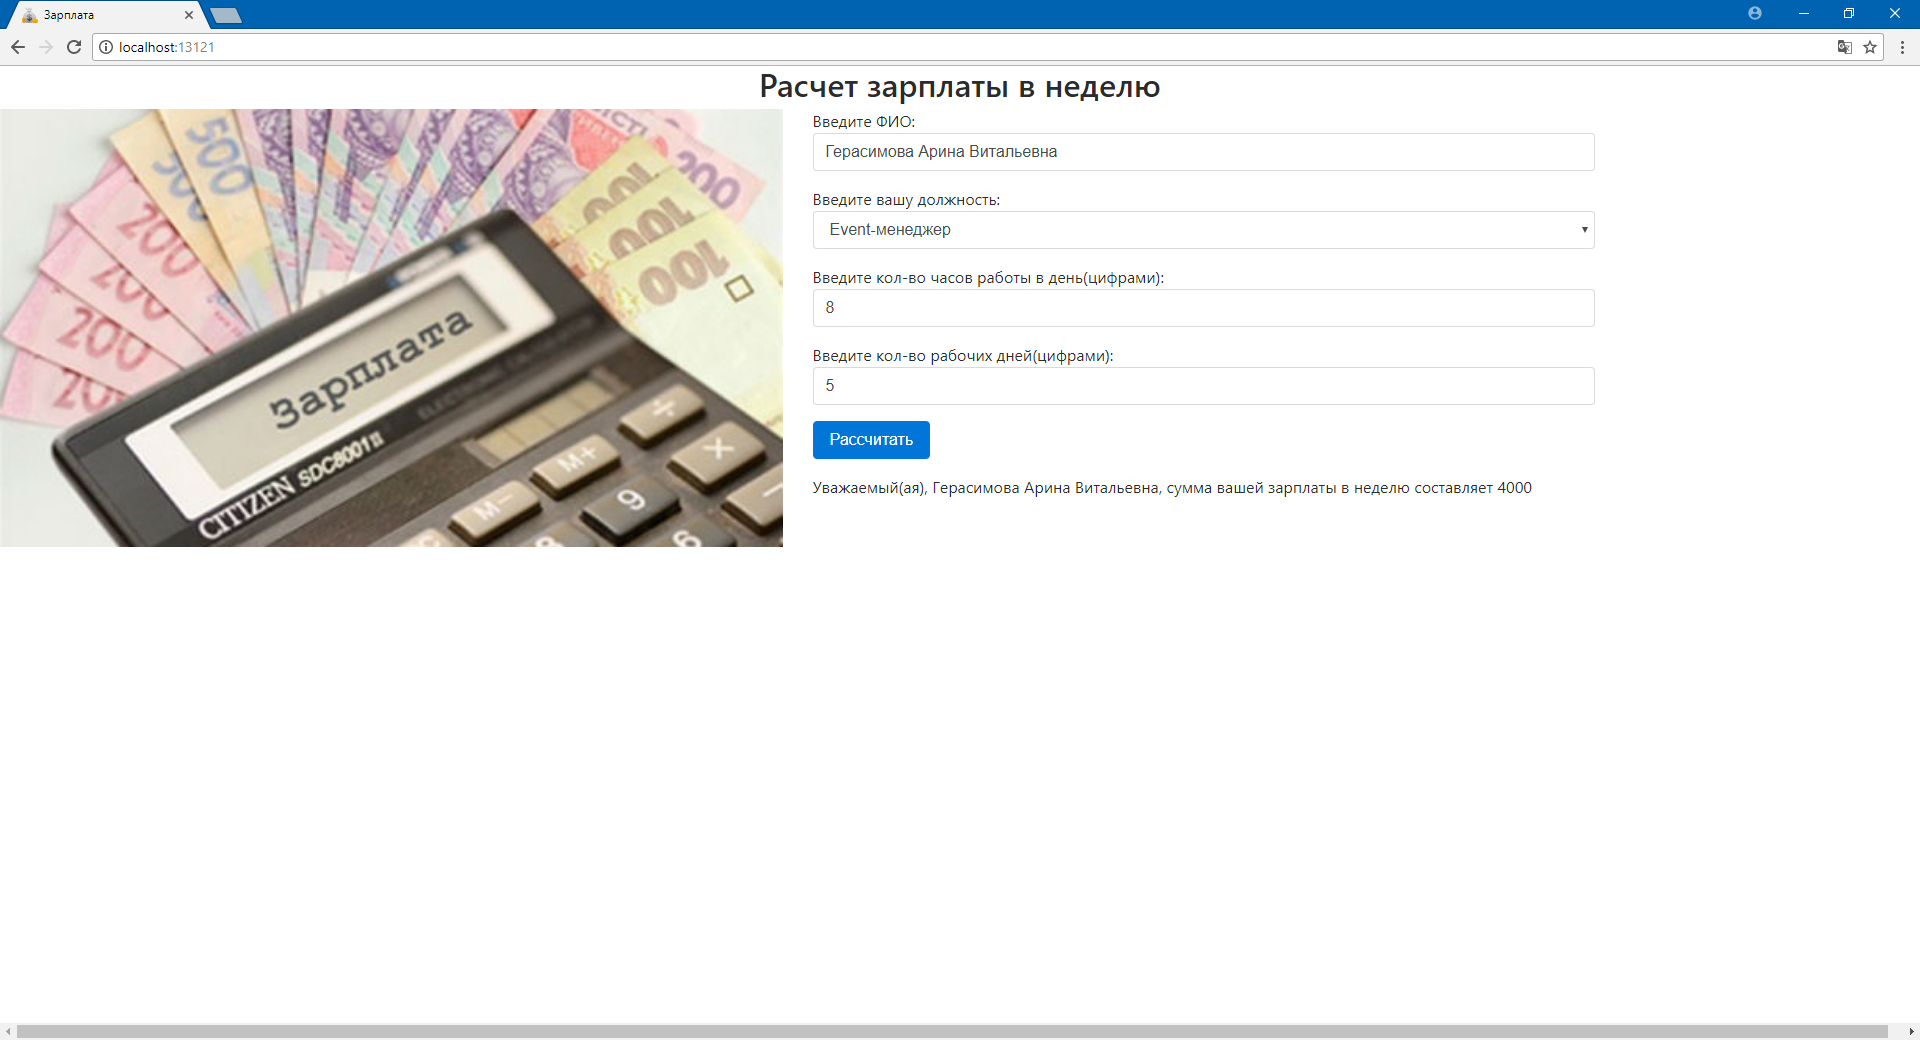 Зарплата
localhost:13121
Расчет зарплаты в неделю
Введите ФИО:
Герасимова Арина Витальевна
Введите вашу должность:
Event-менеджер
Введите кол-во часов работы в день(цифрами):
8
Введите кол-во рабочих дней(цифрами):
5
Рассчитать
Уважаемый(ая), Герасимова Арина Витальевна, сумма вашей зарплаты в неделю составляет 4000
500
200
200
200
200
100
100
100
Зарплата
CITIZEN SDC8001II
M+
M−
9
8
6